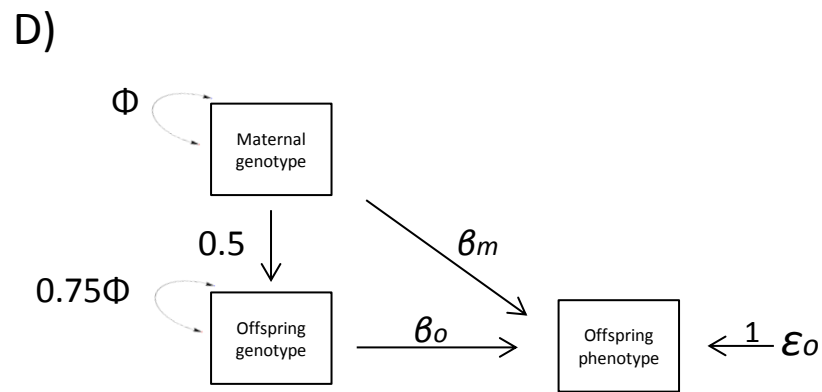 D)
Φ
Maternal
genotype
0.5
βm
0.75Φ
Offspring
genotype
βo
Offspring
phenotype
1
εo